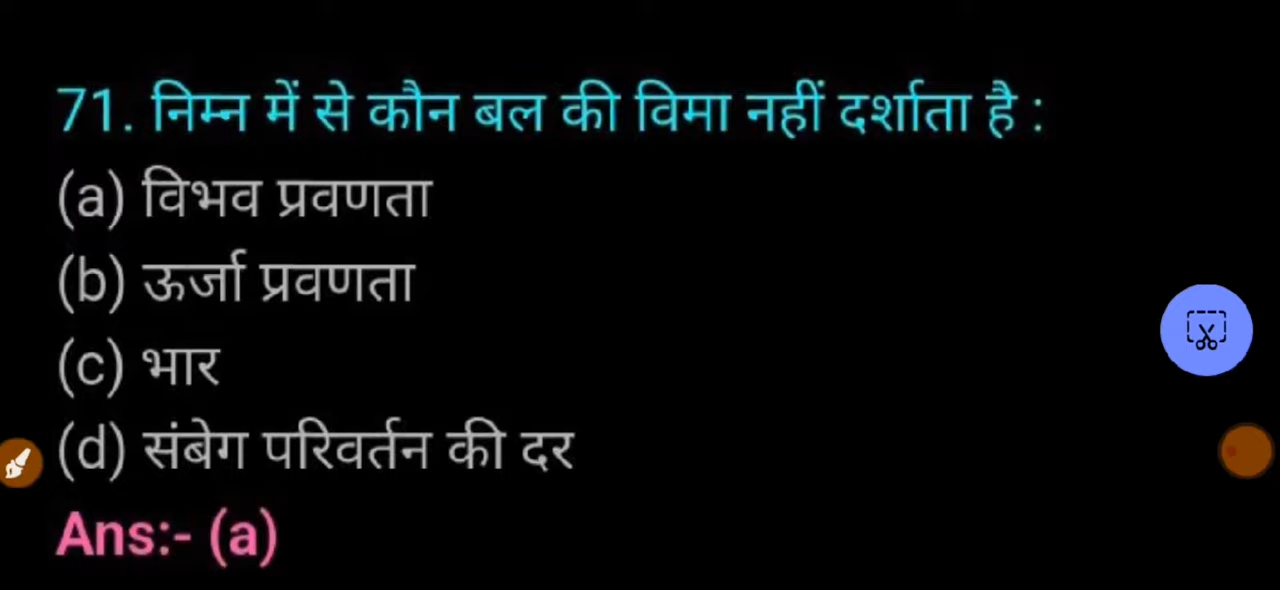 71. निम्न में से कौन बल की विमा नहीं दर्शाता है :
(a) विभव प्रवणता
(b) ऊर्जा प्रवणता
(c) भार
(d) संबेग परिवर्तन की दर
Ans:- (a)